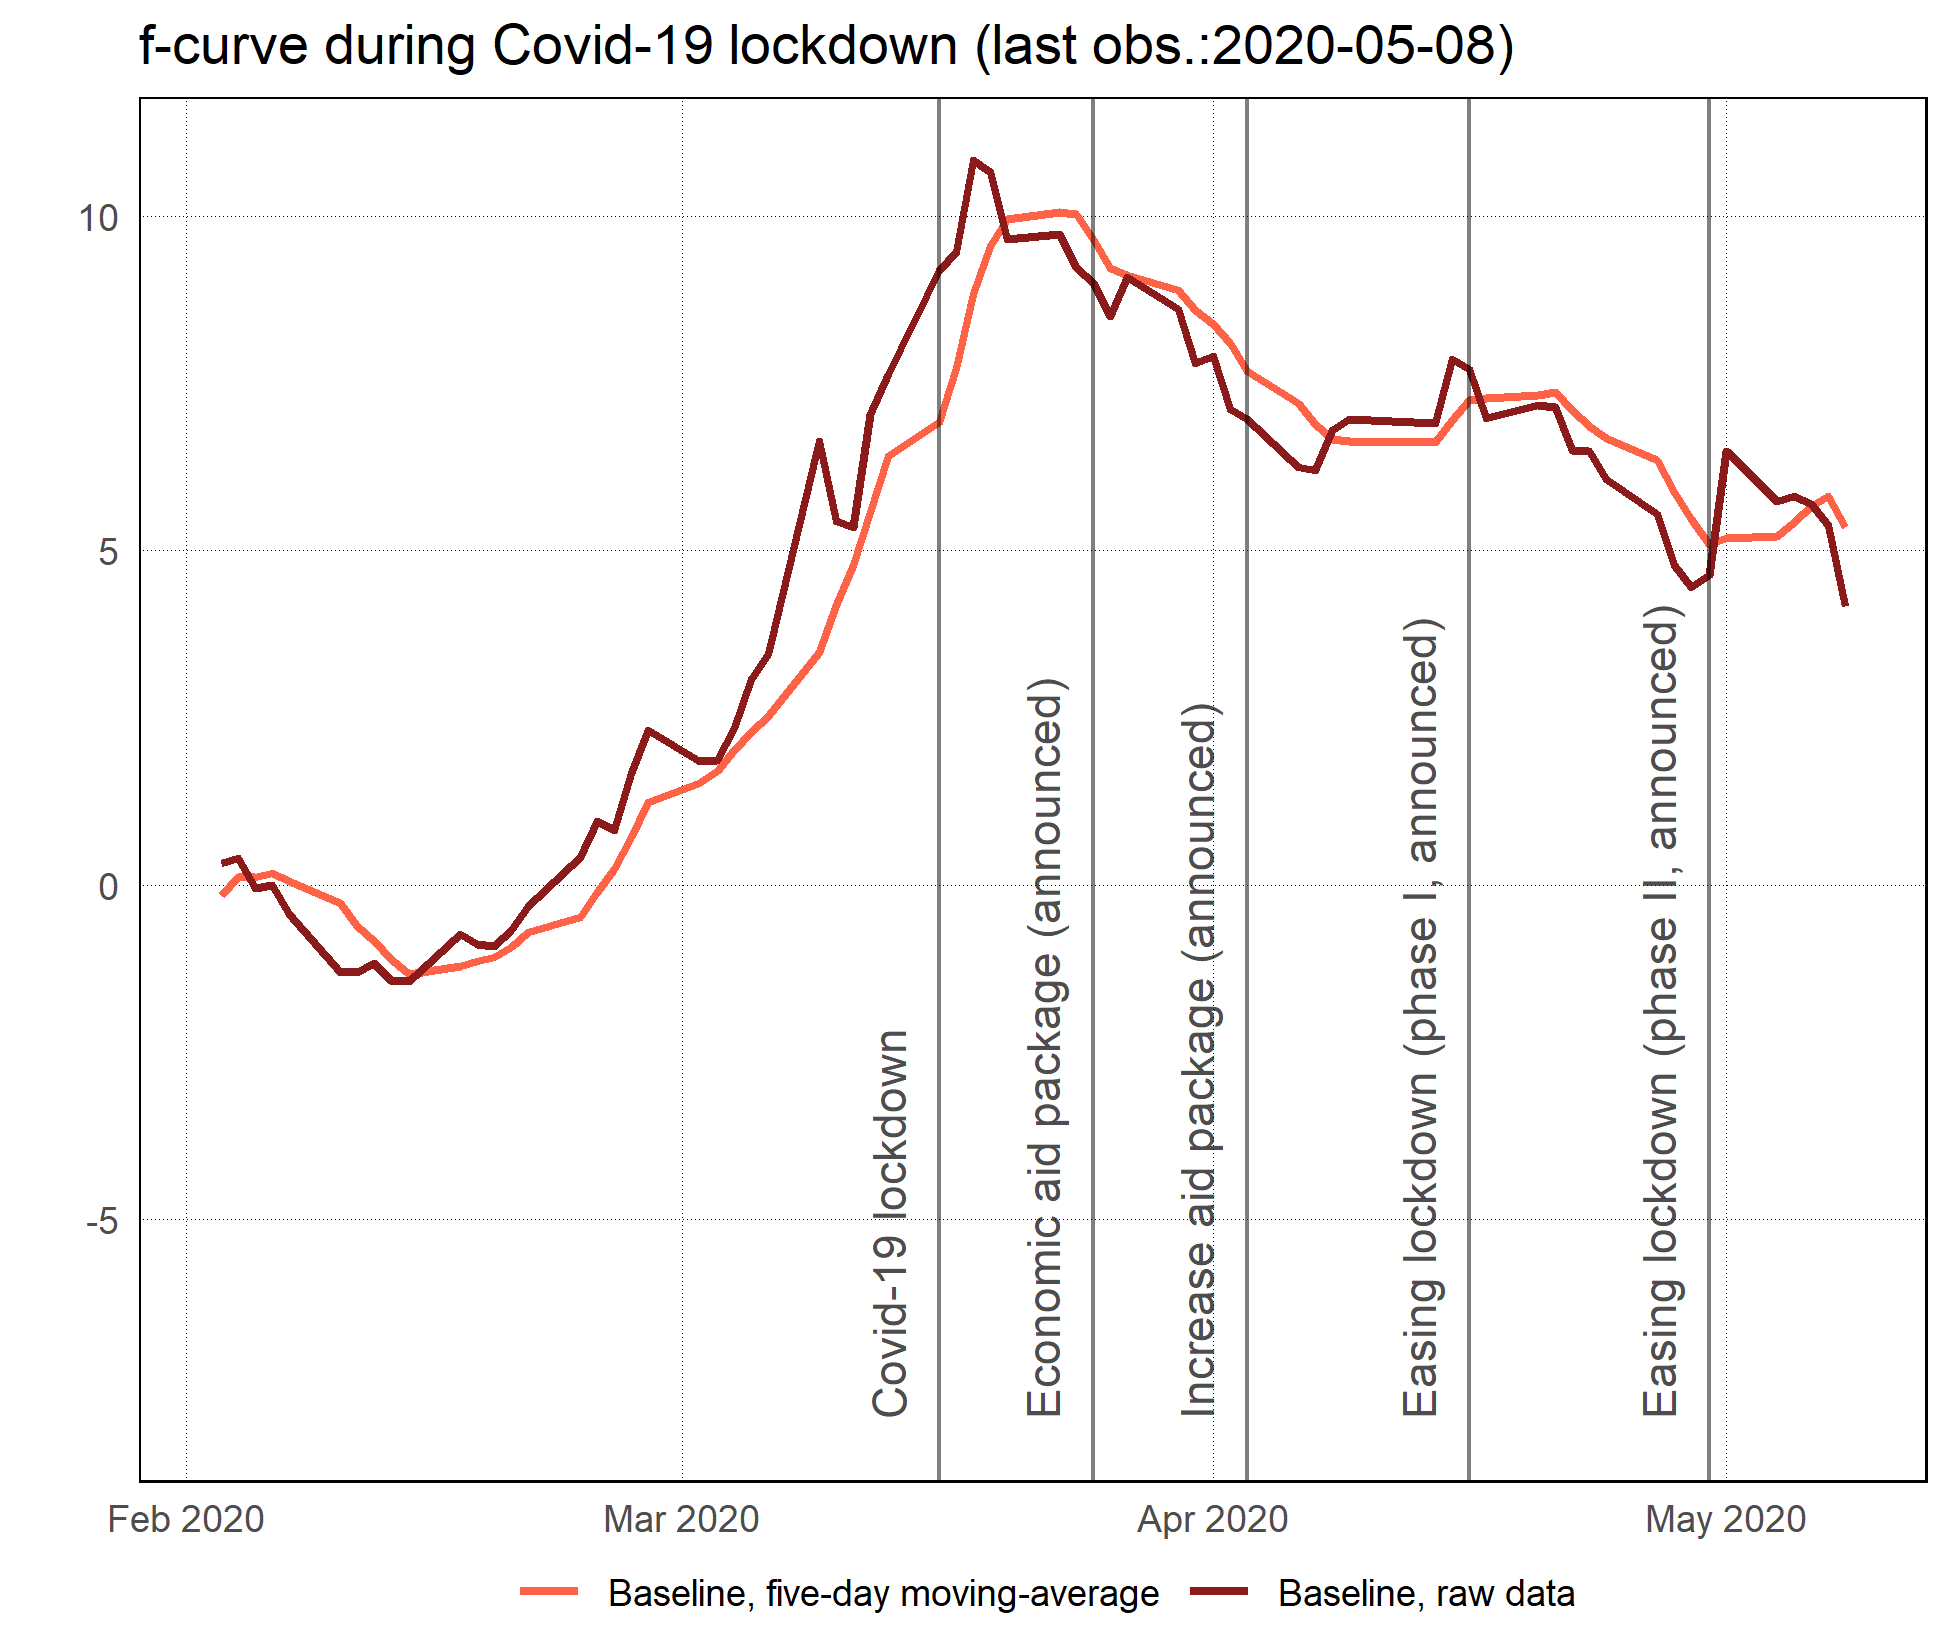 f-curve during Covid-19 lockdown (last obs.:2020-05-08)
10
5
0
-5
Covid-19 lockdown
Economic aid package (announced)
Increase aid package (announced)
Easing lockdown (phase I, announced)
Easing lockdown (phase II, announced)
Feb 2020
Mar 2020
Apr 2020
May 2020
Baseline, five-day moving-average
Baseline, raw data